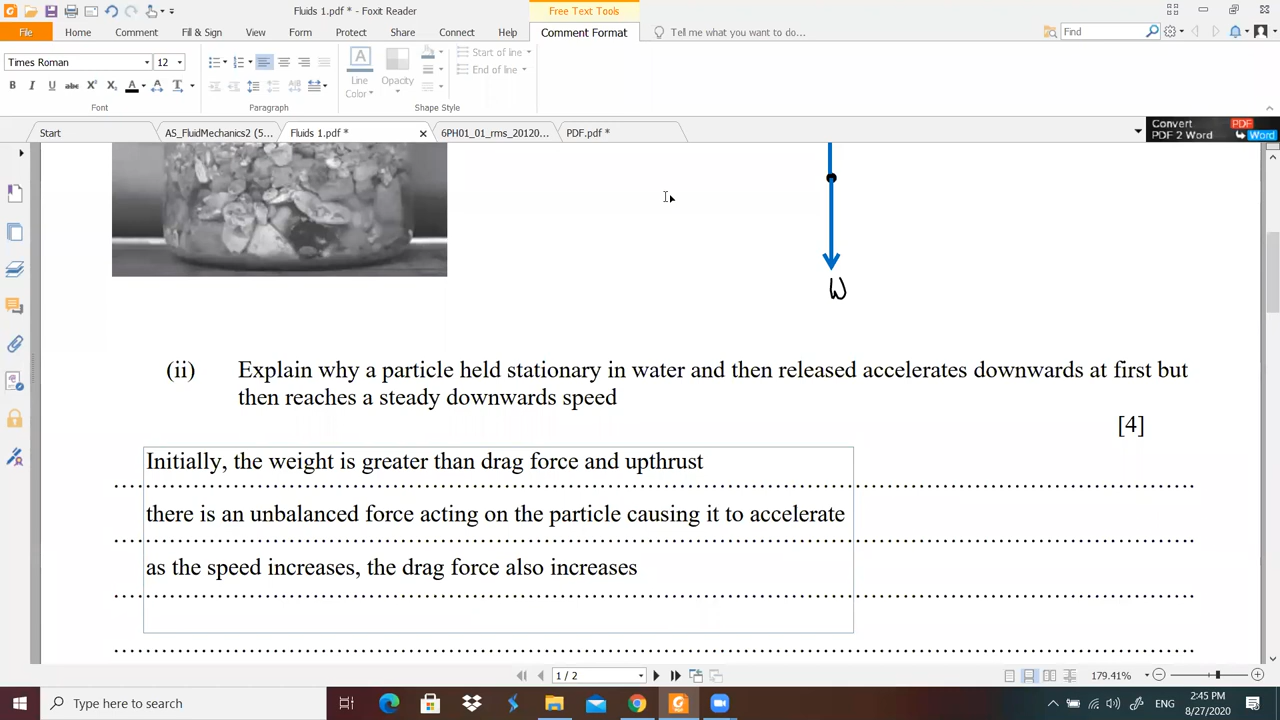 Fluids 1.pdf * - Foxit Reader
Free Text Tools
File Home Comment Fill & Sign View Form Protect Share Connect Help Comment Format Tell me what you want to do... Find
Times Roman 12
Line Color
Opacity
Start of line
End of line
Font Paragraph Shape Style
Start AS_FluidMechanics2 (5... Fluids 1.pdf * 6PH01_01_rms_20120... PDF.pdf *
Convert PDF
PDF 2 Word Word
W
(ii) Explain why a particle held stationary in water and then released accelerates downwards at first but
then reaches a steady downwards speed
[4]
Initially, the weight is greater than drag force and upthrust
there is an unbalanced force acting on the particle causing it to accelerate
as the speed increases, the drag force also increases
1 / 2 179.41%
Type here to search
ENG
2:45 PM
8/27/2020